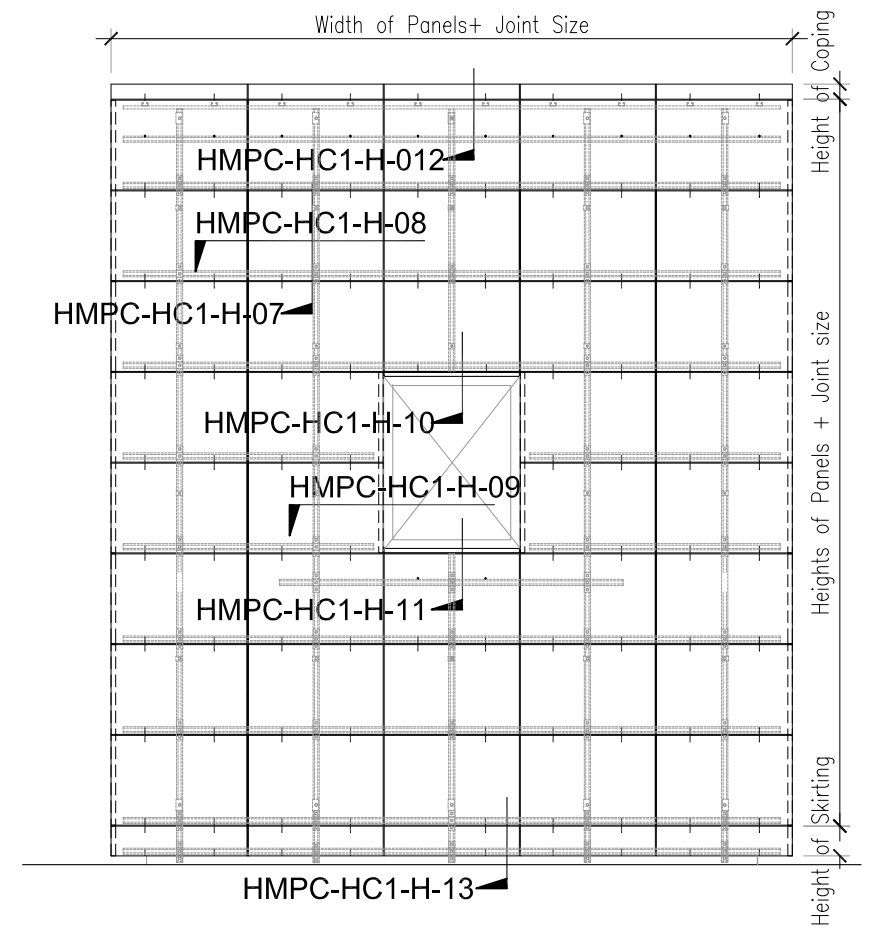 Width of Panels+ Joint Size
Height of Coping
HMPC-HC1-H-012
HMPC-HC1-H-08
HMPC-HC1-H-07
Heights of Panels + Joint size
HMPC-HC1-H-10
HMPC-HC1-H-09
HMPC-HC1-H-11
Height of Skirting
HMPC-HC1-H-13